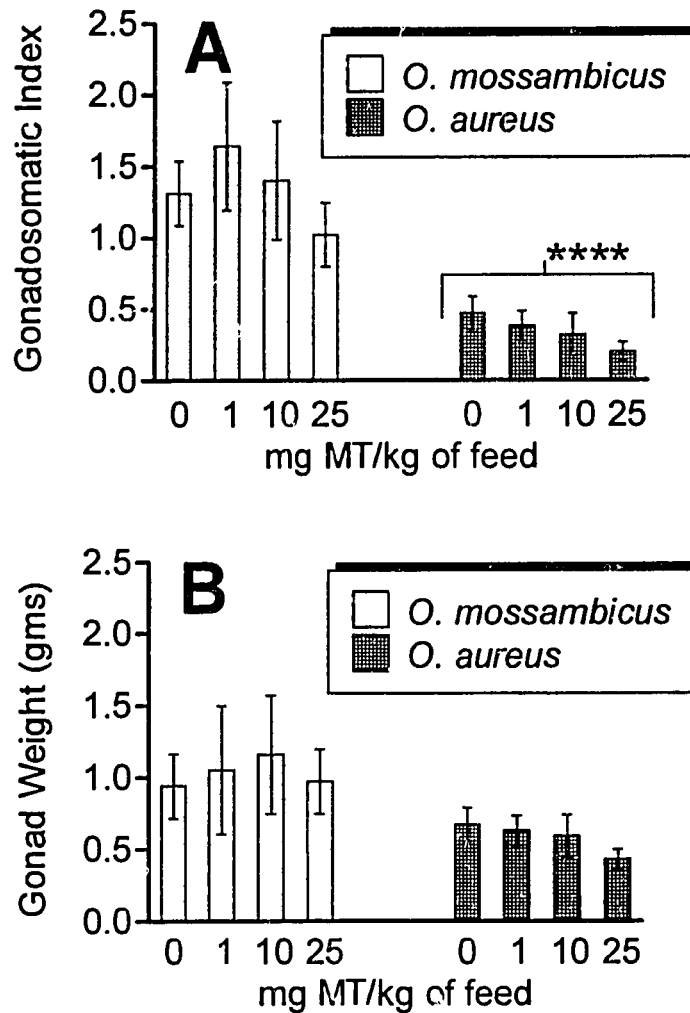 A
2.5
2.0
1.5
1.0
0.5
0.0
Gonadosomatic Index
O. mossambicus
O. aureus
****
0 1 10 25 0 1 10 25
mg MT/kg of feed
B
2.5
2.0
1.5
1.0
0.5
0.0
Gonad Weight (gms)
O. mossambicus
O. aureus
0 1 10 25 0 1 10 25
mg MT/kg of feed